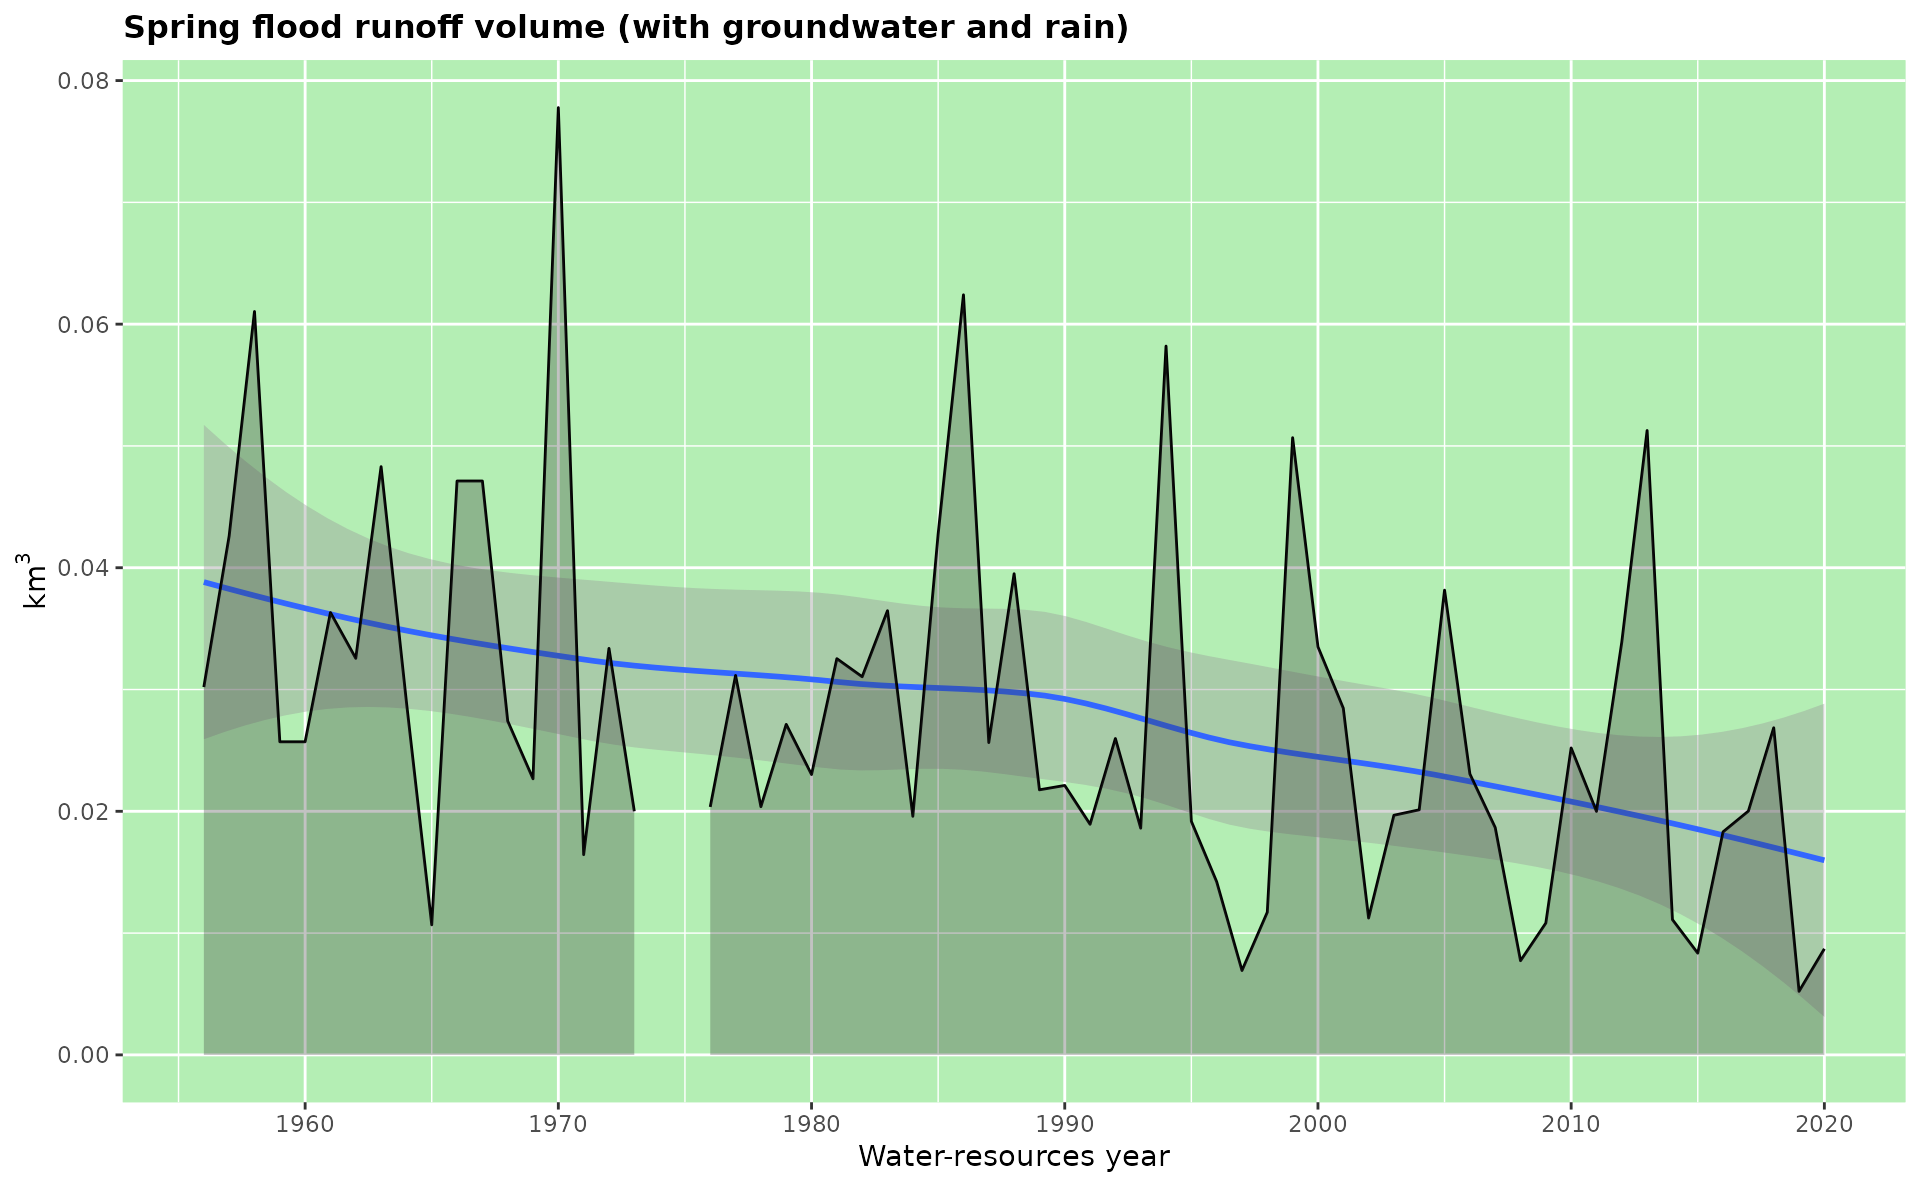 Spring flood runoff volume (with groundwater and rain)
0.08
0.06
0.04
0.02
0.00
km³
1960 1970 1980 1990 2000 2010 2020
Water-resources year